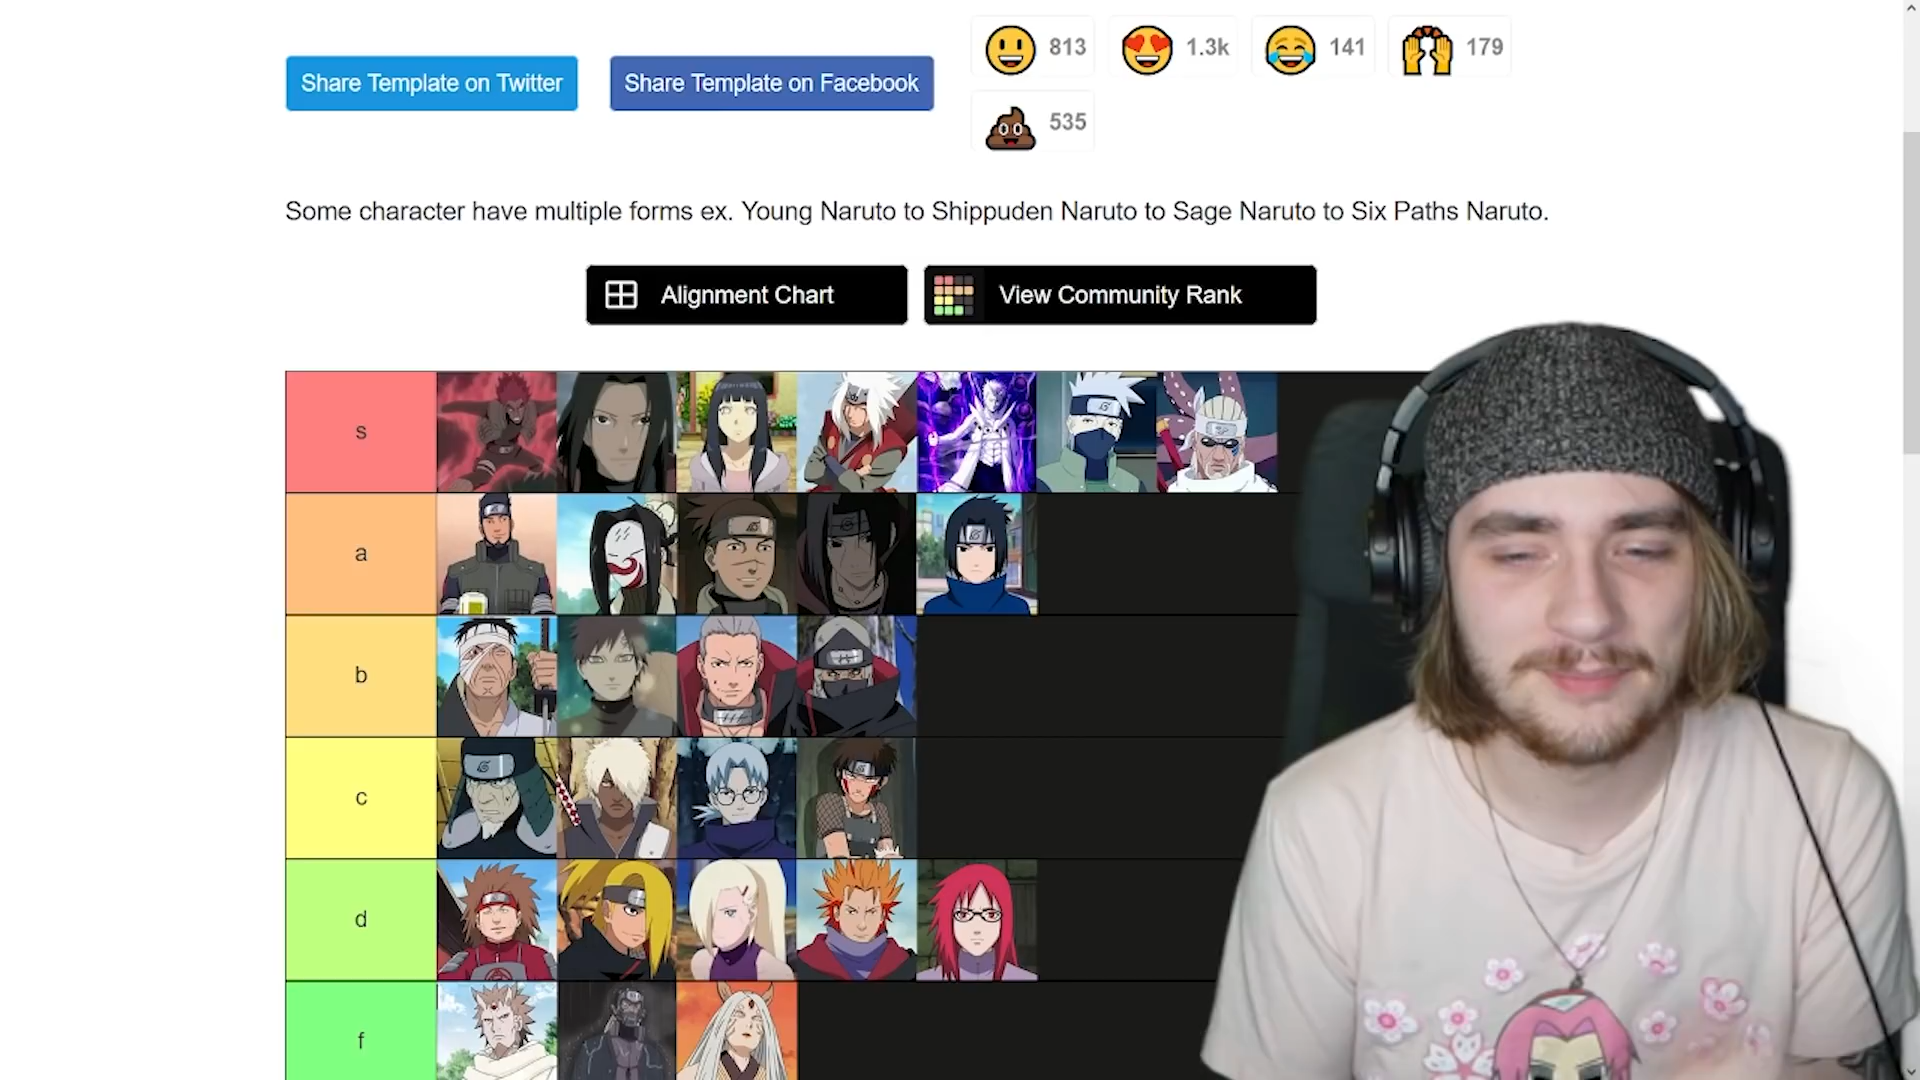 813
1.3k
141
179
Share Template on Twitter
Share Template on Facebook
535
Some character have multiple forms ex. Young Naruto to Shippuden Naruto to Sage Naruto to Six Paths Naruto.
Alignment Chart
View Community Rank
s
a
b
c
d
f